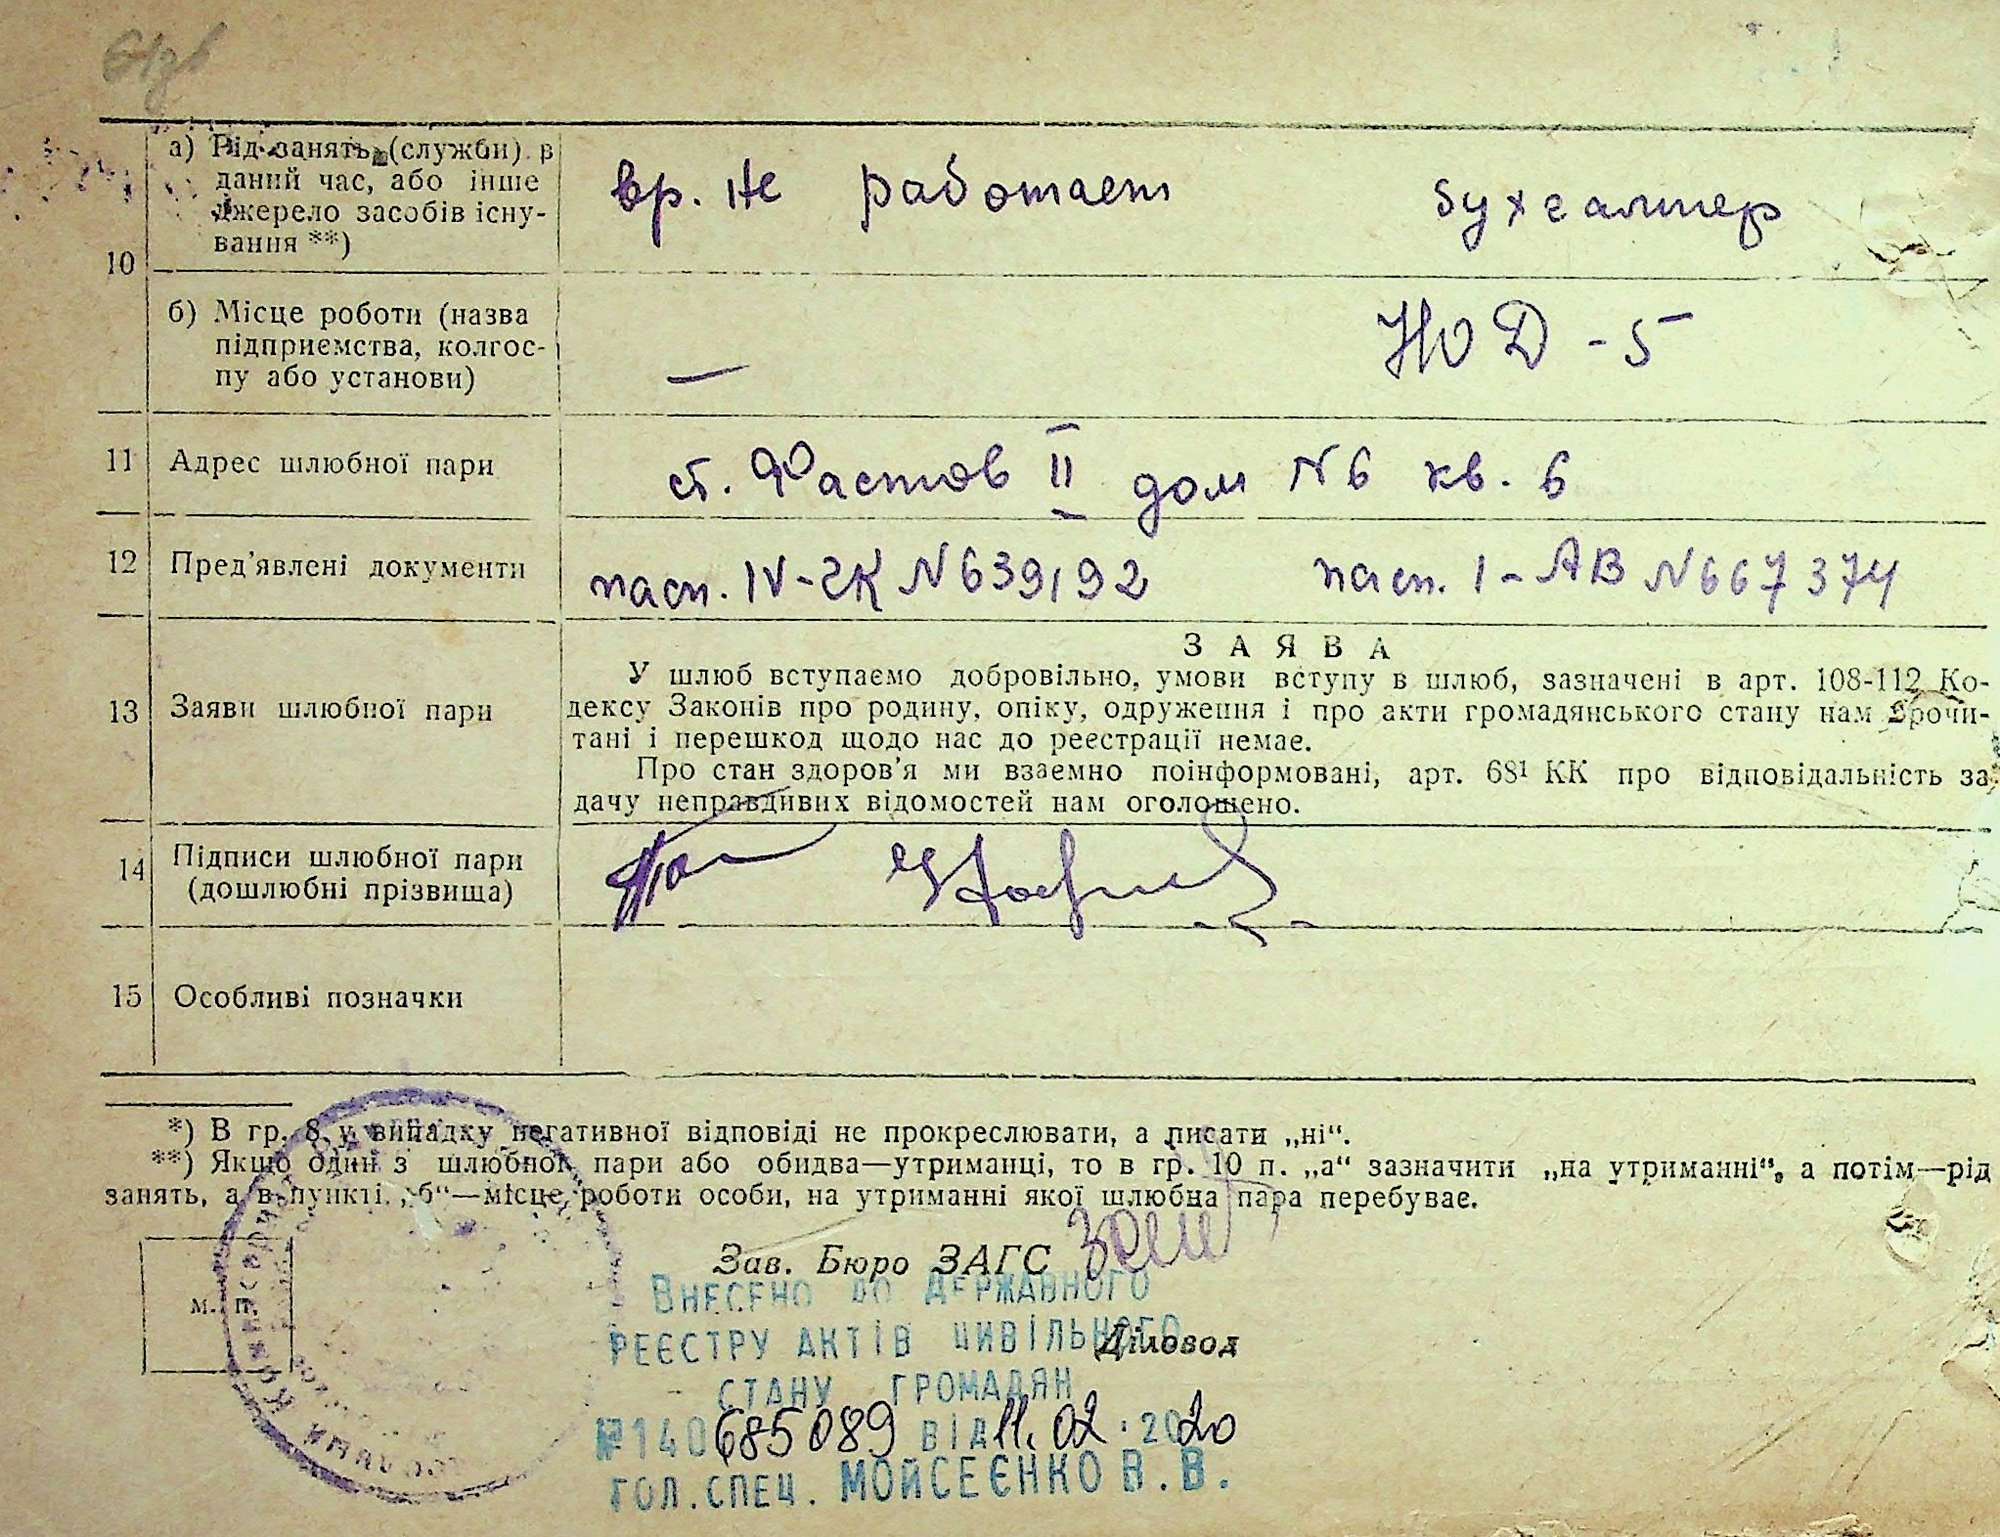 10
а) Рід занять (служби) в
даний час, або інше
джерело засобів існу-
вання **)
вр. не работает бухгалтер
б) Місце роботи (назва
підприємства, колгос-
пу або установи)
— НОД-5
11 Адрес шлюбної пари ст. Фастов II дом N6 кв. 6
12 Пред'явлені документи пасп. IV-ГК N639192 пасп. I-АВ N667374
ЗАЯВА
13 Заяви шлюбної пари
У шлюб вступаємо добровільно, умови вступу в шлюб, зазначені в арт. 108-112 Ко-
дексу Законів про родину, опіку, одруження і про акти громадянського стану нам прочи-
тані і перешкод щодо нас до реєстрації немає.
Про стан здоров'я ми взаємно поінформовані, арт. 68¹ КК про відповідальність за
дачу неправдивих відомостей нам оголошено.
14 Підписи шлюбної пари
(дошлюбні прізвища)
15 Особливі позначки
*) В гр. 8 у випадку негативної відповіді не прокреслювати, а писати „ні“.
**) Якщо один з шлюбної пари або обидва—утриманці, то в гр. 10 п. „а“ зазначити „на утриманні“, а потім—рід
занять, а в пункті „б“—місце роботи особи, на утриманні якої шлюбна пара перебуває.
Зав. Бюро ЗАГС
м. п.
Внесено до Державного
реєстру актів цивільного
Діловод
стану громадян
№140685089 від 11.02.2020
гол. спец. Мойсеєнко В. В.